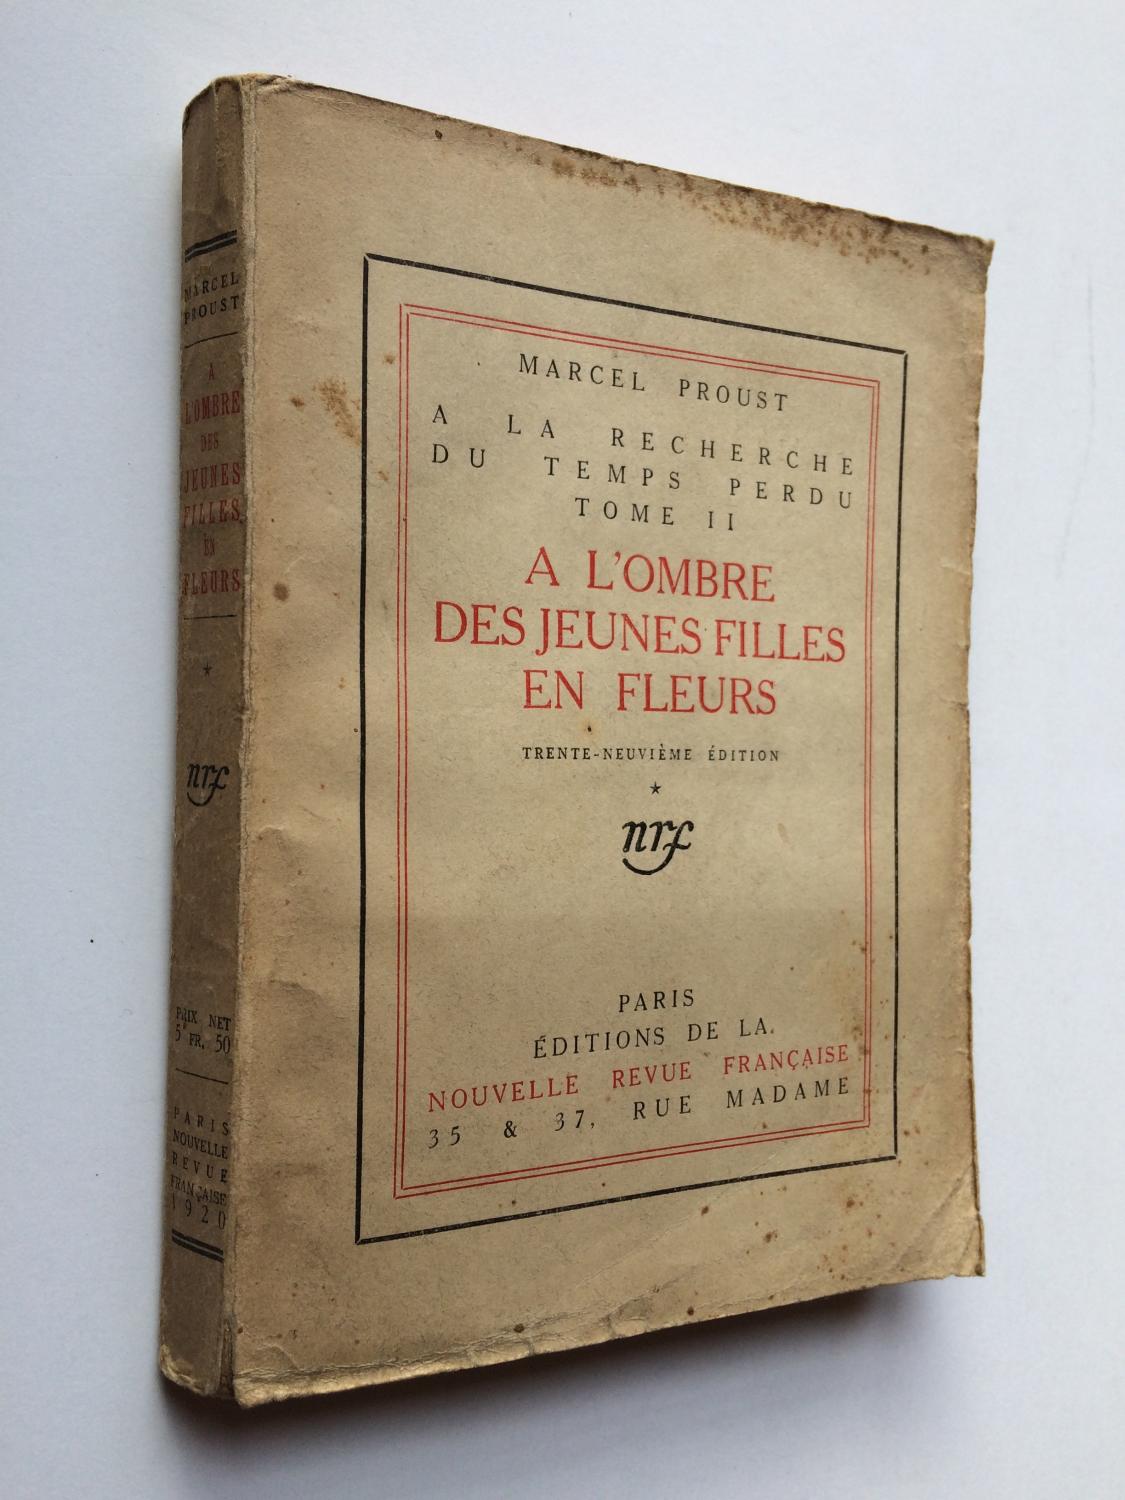 MARCEL
PROUST
A
L'OMBRE
DES
JEUNES
FILLES
EN
FLEURS
nrf
PRIX NET
5 FR. 50
PARIS
NOUVELLE
REVUE
FRANÇAISE
1920
MARCEL PROUST
A LA RECHERCHE
DU TEMPS PERDU
TOME II
A L'OMBRE
DES JEUNES FILLES
EN FLEURS
TRENTE-NEUVIÈME ÉDITION
nrf
PARIS
ÉDITIONS DE LA
NOUVELLE REVUE FRANÇAISE
35 & 37, RUE MADAME